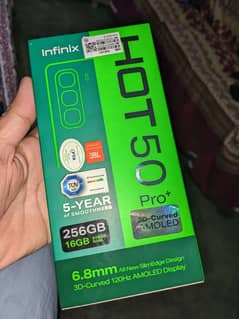 Infinix
HOT 50
Pro+
JBL
TÜV
5-YEAR
of SMOOTHNESS
3D-Curved
AMOLED
256GB
16GB
6.8mm All New SlimEdge Design
3D-Curved 120Hz AMOLED Display